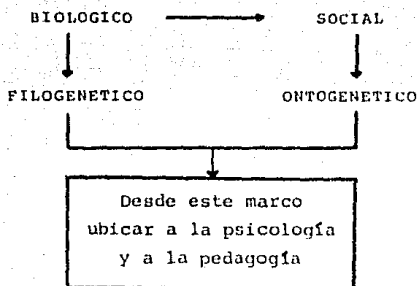 BIOLOGICO SOCIAL
FILOGENETICO ONTOGENETICO
Desde este marco
ubicar a la psicología
y a la pedagogía